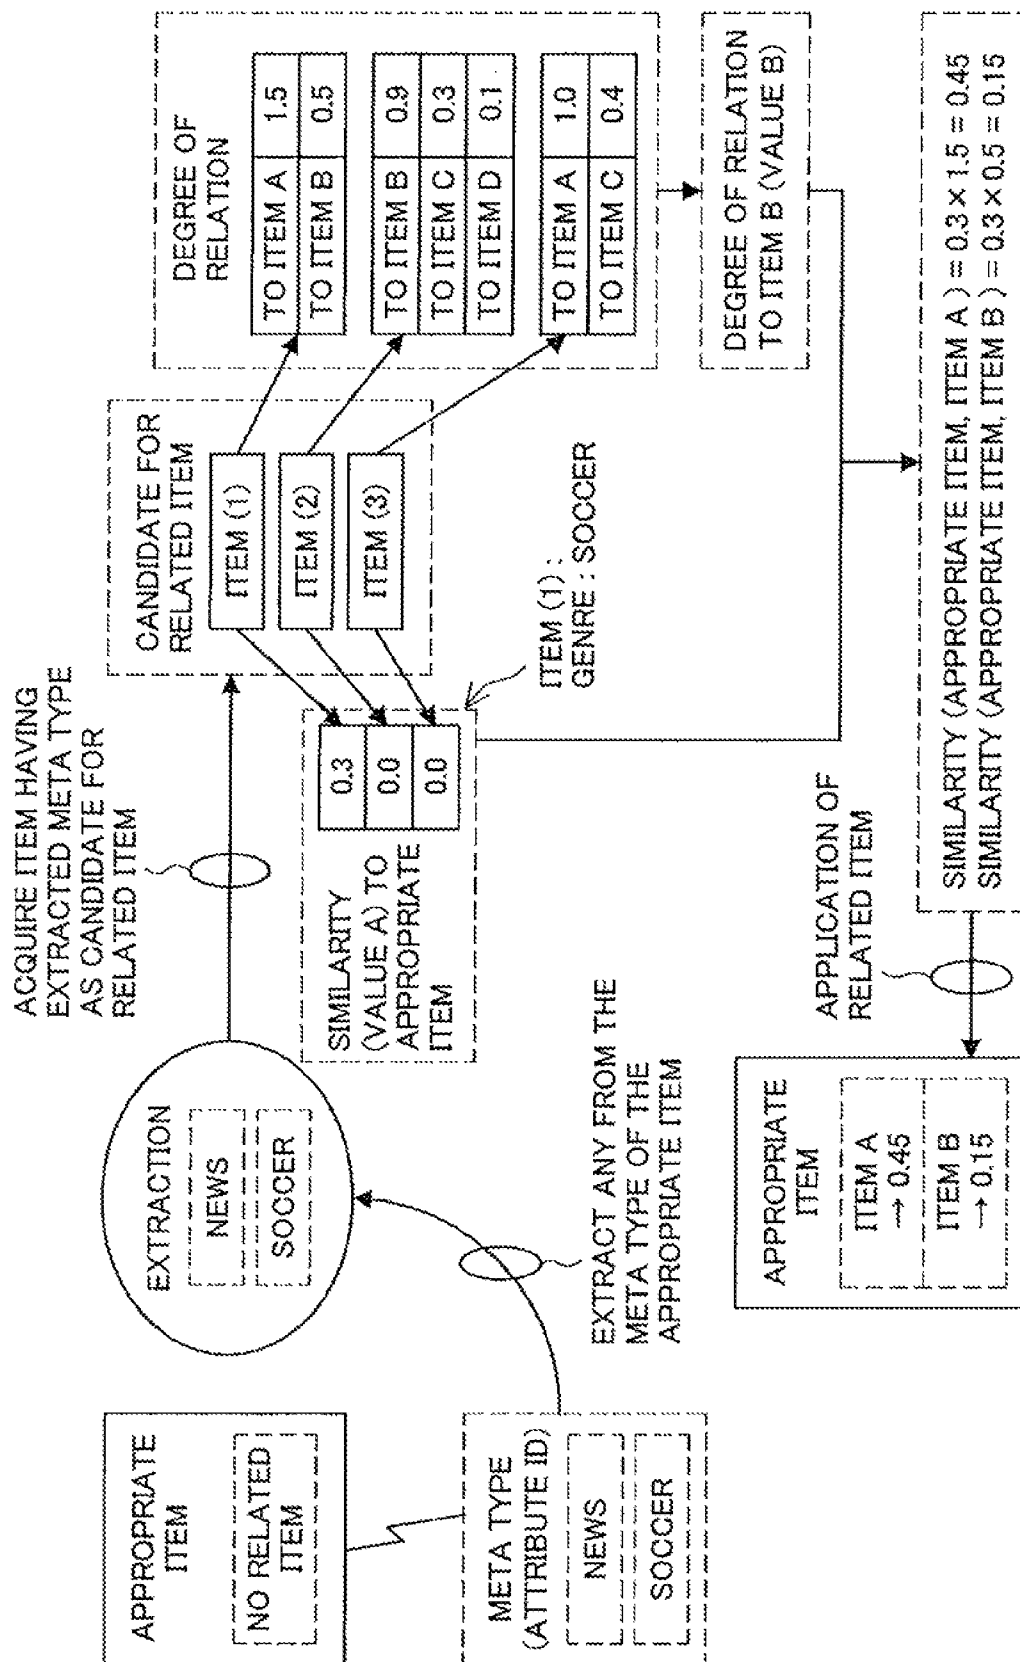 APPROPRIATE
ITEM
NO RELATED
ITEM
META TYPE
(ATTRIBUTE ID)
NEWS
SOCCER
EXTRACT ANY FROM THE
META TYPE OF THE
APPROPRIATE ITEM
EXTRACTION
NEWS
SOCCER
ACQUIRE ITEM HAVING
EXTRACTED META TYPE
AS CANDIDATE FOR
RELATED ITEM
CANDIDATE FOR
RELATED ITEM
ITEM (1)
ITEM (2)
ITEM (3)
SIMILARITY
(VALUE A) TO
APPROPRIATE
ITEM
0.3
0.0
0.0
ITEM (1) :
GENRE : SOCCER
DEGREE OF
RELATION
TO ITEM A 1.5
TO ITEM B 0.5
TO ITEM B 0.9
TO ITEM C 0.3
TO ITEM D 0.1
TO ITEM A 1.0
TO ITEM C 0.4
DEGREE OF RELATION
TO ITEM B (VALUE B)
SIMILARITY (APPROPRIATE ITEM, ITEM A) = 0.3 × 1.5 = 0.45
SIMILARITY (APPROPRIATE ITEM, ITEM B) = 0.3 × 0.5 = 0.15
APPLICATION OF
RELATED ITEM
APPROPRIATE
ITEM
ITEM A
→ 0.45
ITEM B
→ 0.15